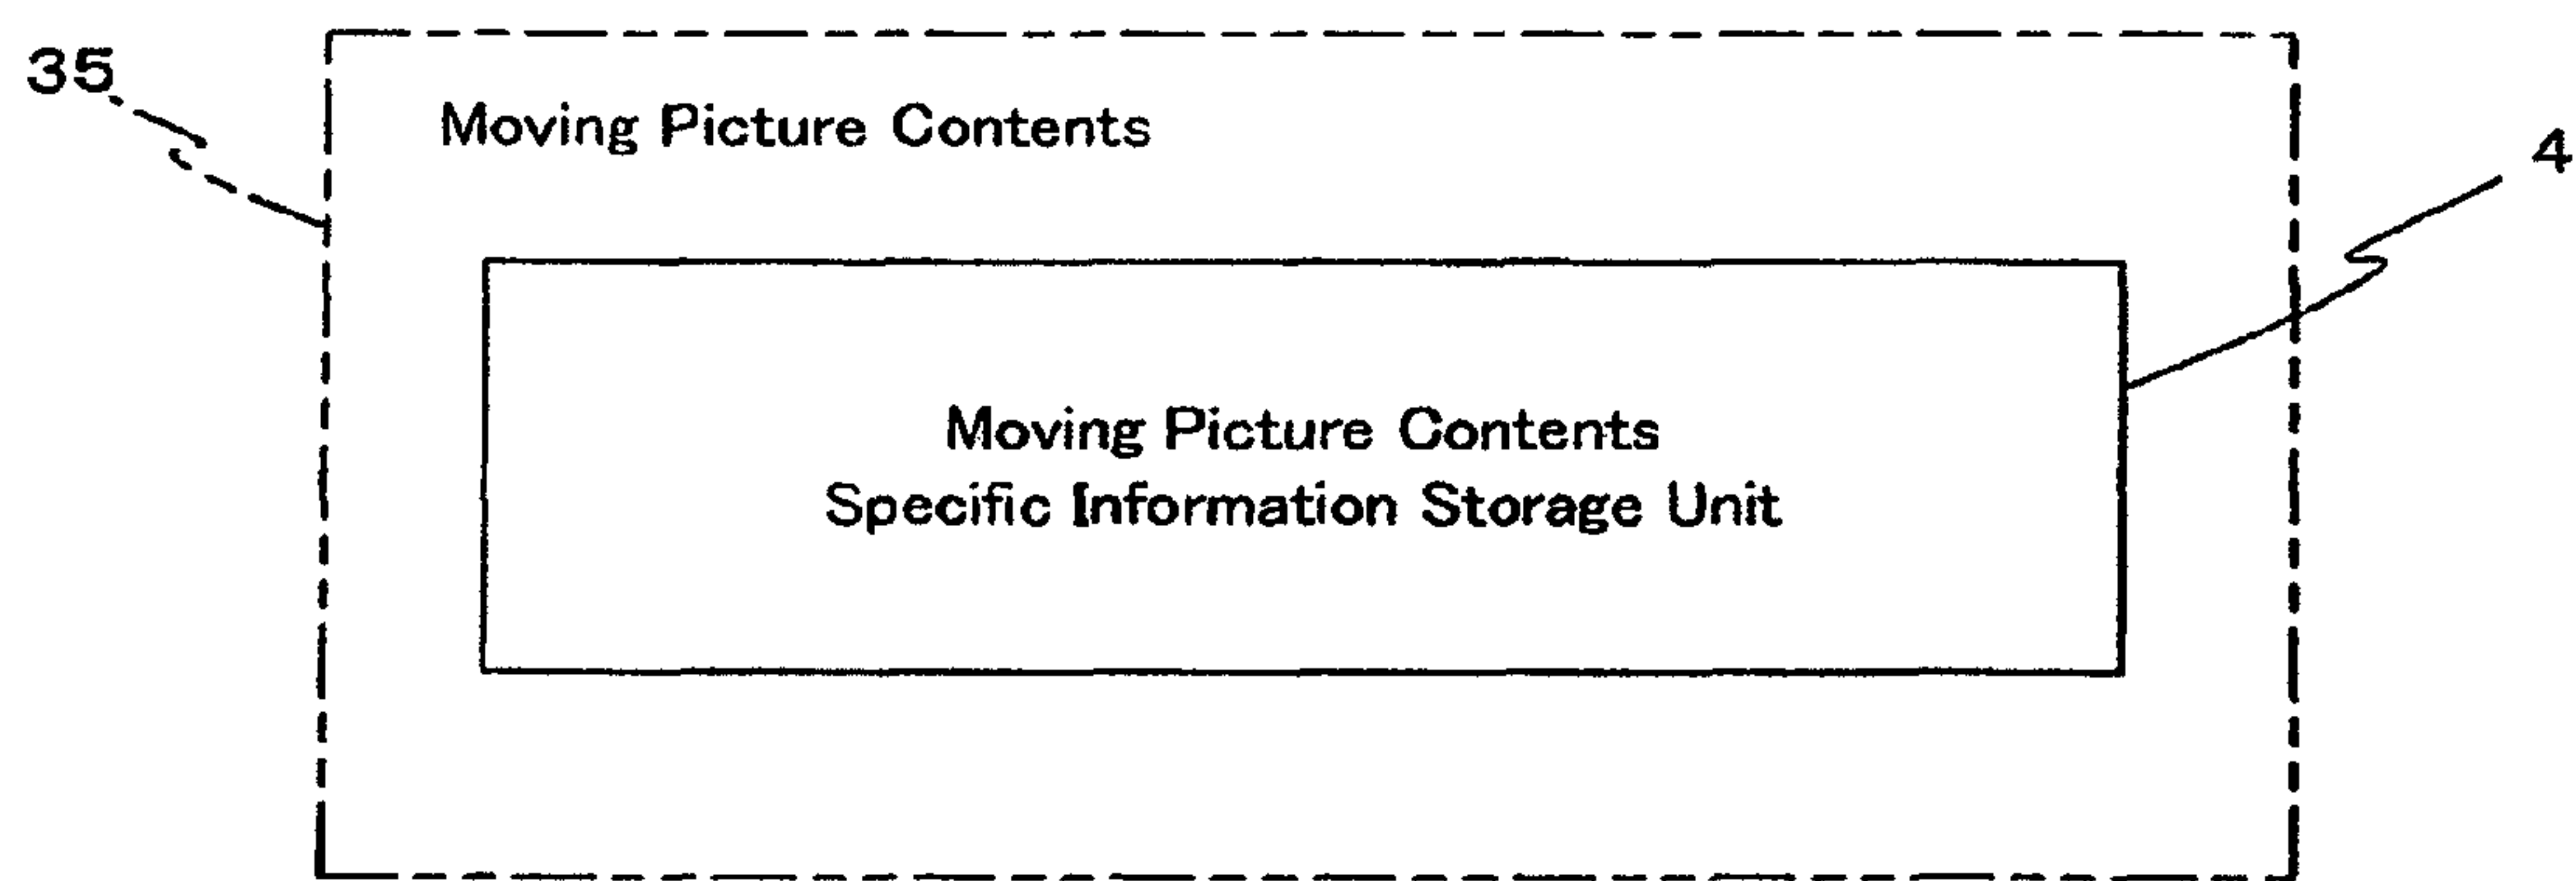 35
Moving Picture Contents
4
Moving Picture Contents
Specific Information Storage Unit